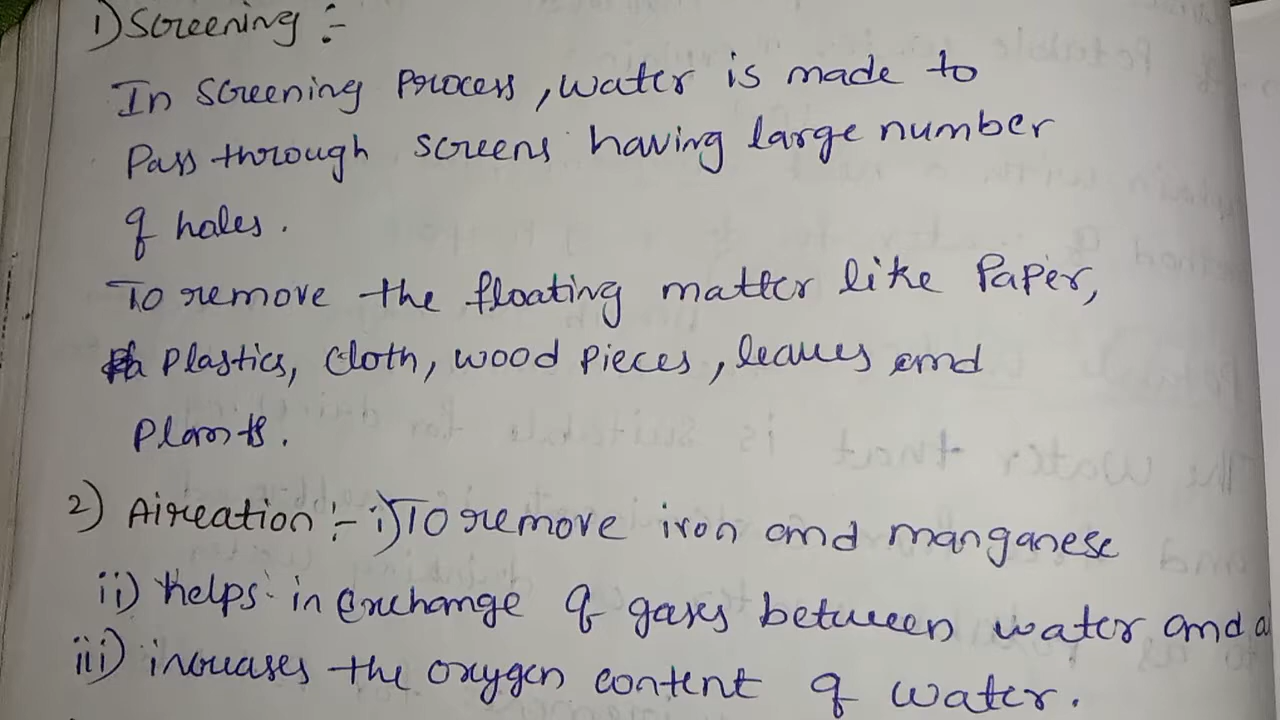 1) Screening :-
In Screening Process, water is made to
Pass through screens having large number
of holes.
To remove the floating matter like Paper,
Plastics, cloth, wood pieces, leaves and
plants.
2) Aireation :- i) To remove iron and manganese
ii) helps in exchange of gases between water and a
iii) increases the oxygen content of water.